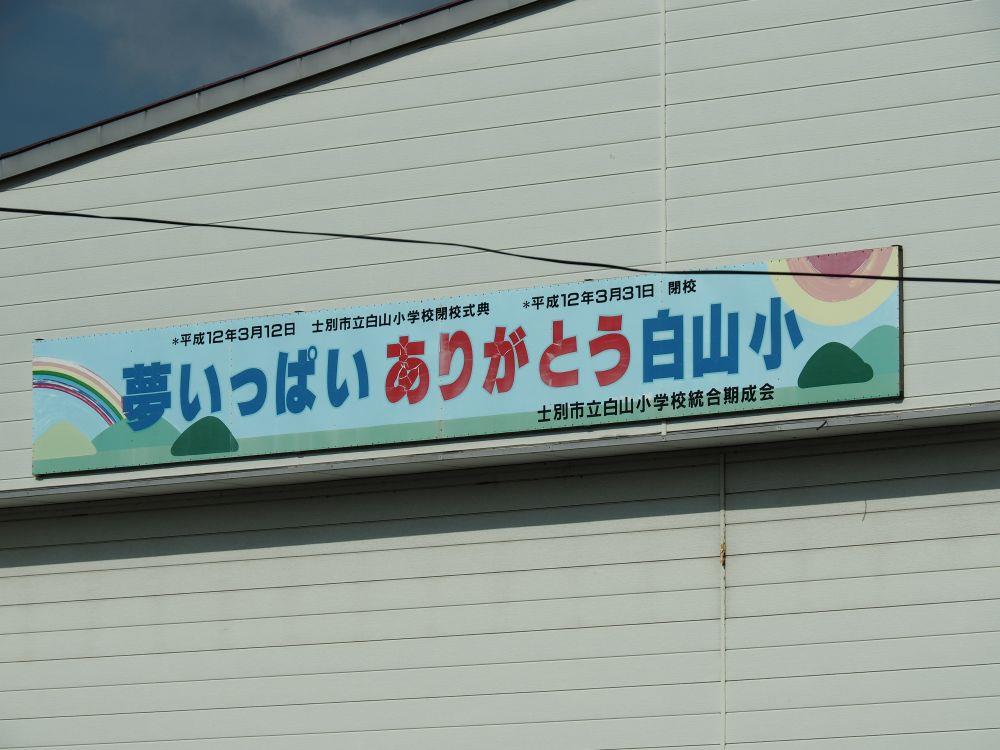 *平成12年3月12日 士別市立白山小学校閉校式典 *平成12年3月31日 閉校
夢いっぱい ありがとう 白山小
士別市立白山小学校統合期成会